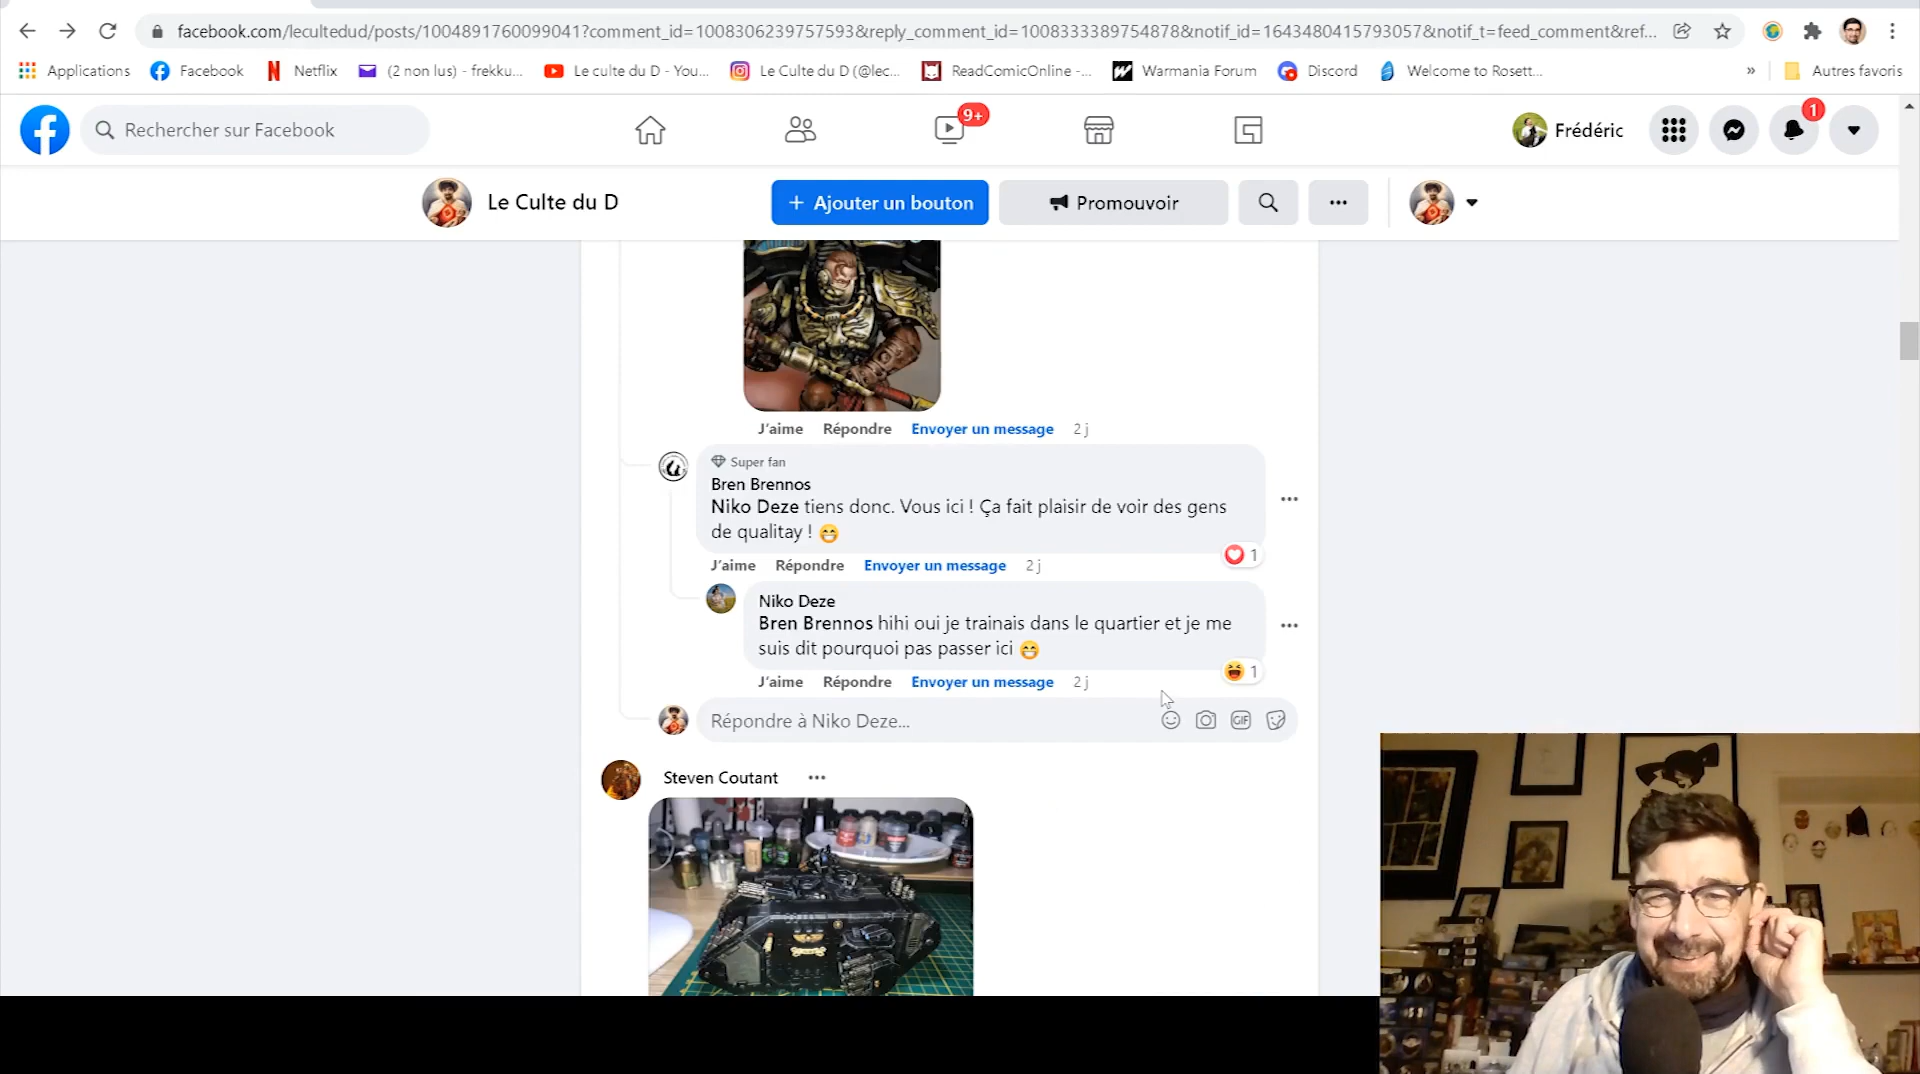 facebook.com/lecultedud/posts/1004891760099041?comment_id=1008306239757593&reply_comment_id=1008333389754878&notif_id=1643480415793057&notif_t=feed_comment&ref...
Applications
Facebook
Netflix
(2 non lus) - frekku...
Le culte du D - You...
Le Culte du D (@lec...
ReadComicOnline -...
Warmania Forum
Discord
Welcome to Rosett...
»
Autres favoris
Rechercher sur Facebook
9+
Frédéric
1
Le Culte du D
+ Ajouter un bouton
Promouvoir
J'aime Répondre Envoyer un message 2 j
Super fan
Bren Brennos
Niko Deze tiens donc. Vous ici ! Ça fait plaisir de voir des gens
de qualitay ! 😁
1
J'aime Répondre Envoyer un message 2 j
Niko Deze
Bren Brennos hihi oui je trainais dans le quartier et je me
suis dit pourquoi pas passer ici 😁
1
J'aime Répondre Envoyer un message 2 j
Répondre à Niko Deze...
GIF
Steven Coutant